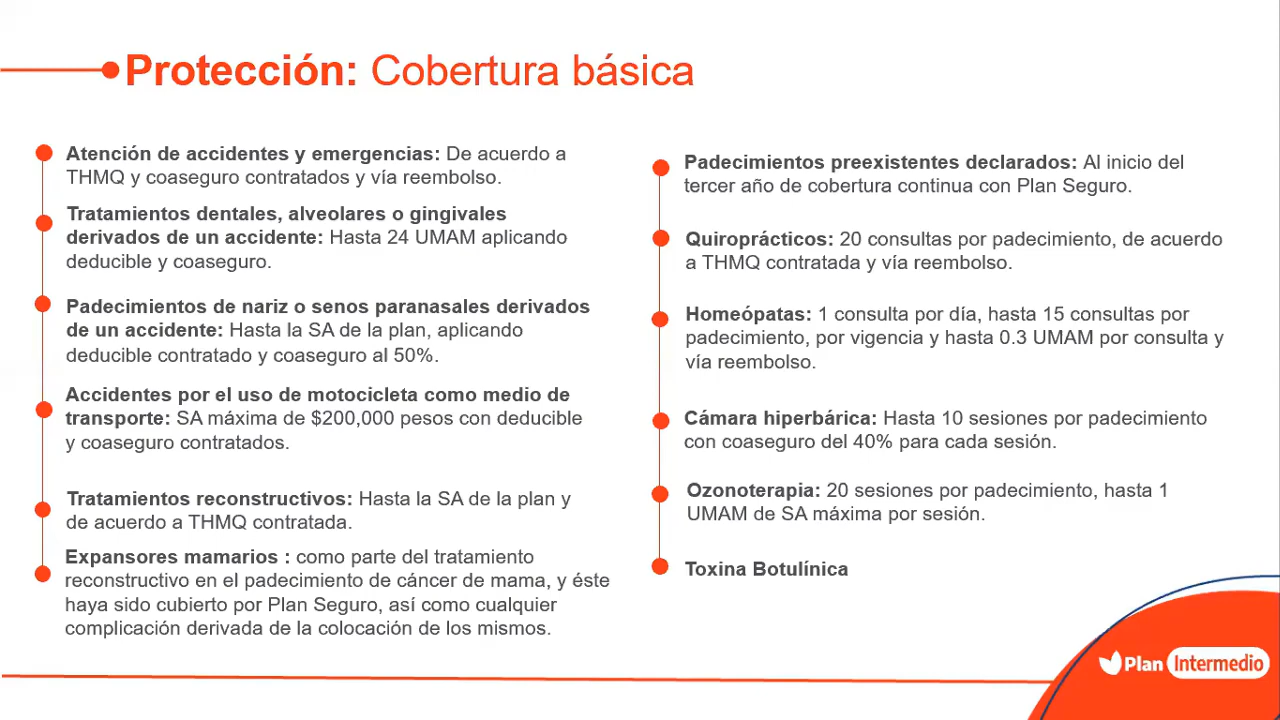 Protección: Cobertura básica
Atención de accidentes y emergencias: De acuerdo a
THMQ y coaseguro contratados y vía reembolso.
Tratamientos dentales, alveolares o gingivales
derivados de un accidente: Hasta 24 UMAM aplicando
deducible y coaseguro.
Padecimientos de nariz o senos paranasales derivados
de un accidente: Hasta la SA de la plan, aplicando
deducible contratado y coaseguro al 50%.
Accidentes por el uso de motocicleta como medio de
transporte: SA máxima de $200,000 pesos con deducible
y coaseguro contratados.
Tratamientos reconstructivos: Hasta la SA de la plan y
de acuerdo a THMQ contratada.
Expansores mamarios : como parte del tratamiento
reconstructivo en el padecimiento de cáncer de mama, y éste
haya sido cubierto por Plan Seguro, así como cualquier
complicación derivada de la colocación de los mismos.
Padecimientos preexistentes declarados: Al inicio del
tercer año de cobertura continua con Plan Seguro.
Quiroprácticos: 20 consultas por padecimiento, de acuerdo
a THMQ contratada y vía reembolso.
Homeópatas: 1 consulta por día, hasta 15 consultas por
padecimiento, por vigencia y hasta 0.3 UMAM por consulta y
vía reembolso.
Cámara hiperbárica: Hasta 10 sesiones por padecimiento
con coaseguro del 40% para cada sesión.
Ozonoterapia: 20 sesiones por padecimiento, hasta 1
UMAM de SA máxima por sesión.
Toxina Botulínica
Plan Intermedio